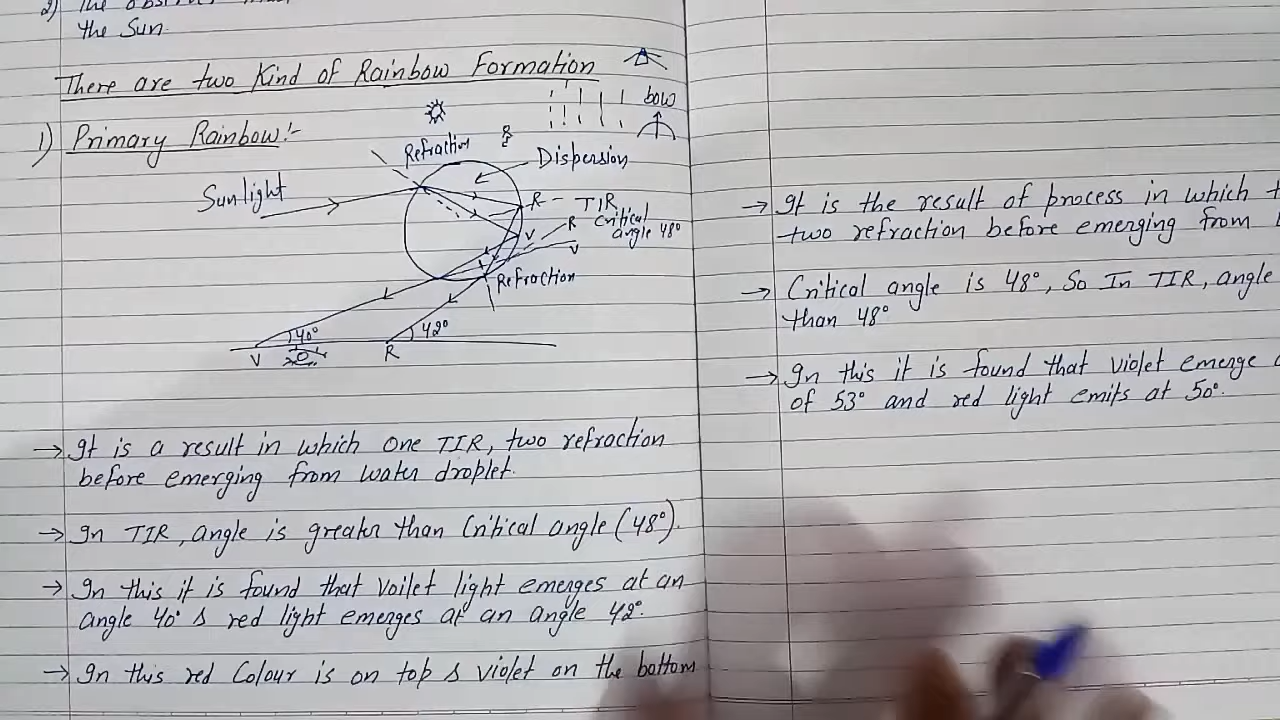 2) The
the Sun.
There are two Kind of Rainbow Formation
1) Primary Rainbow:-
bow
Refraction
Dispersion
Sunlight
R - TIR
R Critical
angle 48°
V
V
Refraction
40°
42°
V
R
→ It is a result in which one TIR, two refraction
before emerging from water droplet.
→ In TIR, angle is greater than Critical angle (48°).
→ In this it is found that voilet light emerges at an
angle 40° & red light emerges at an angle 42°.
→ In this red Colour is on top & violet on the bottom
→ It is the result of process in which
two refraction before emerging from
→ Critical angle is 48°, So In TIR, angle
than 48°
→ In this it is found that violet emerge
of 53° and red light emits at 50°.